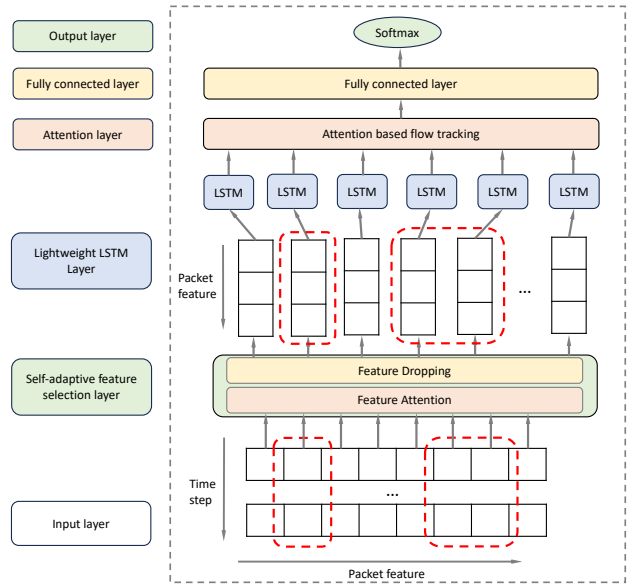 Output layer
Softmax
Fully connected layer
Fully connected layer
Attention layer
Attention based flow tracking
LSTM
LSTM
LSTM
LSTM
LSTM
LSTM
Lightweight LSTM
Layer
Packet
feature
...
Self-adaptive feature
selection layer
Feature Dropping
Feature Attention
Time
step
...
Input layer
Packet feature